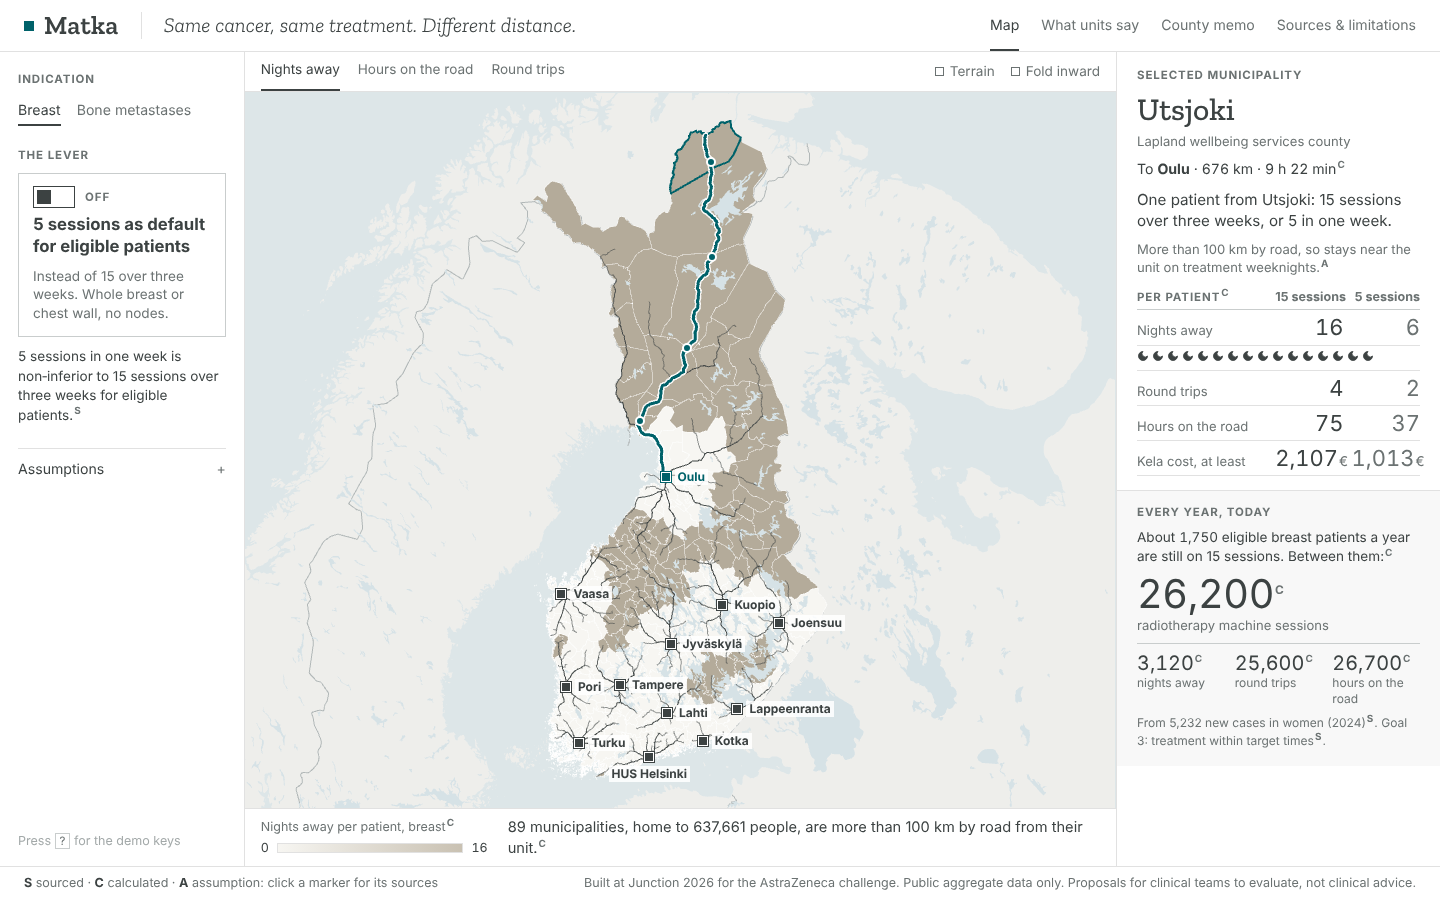 Matka
Same cancer, same treatment. Different distance.
Map
What units say
County memo
Sources & limitations
INDICATION
Breast
Bone metastases
THE LEVER
OFF
5 sessions as default
for eligible patients
Instead of 15 over three
weeks. Whole breast or
chest wall, no nodes.
5 sessions in one week is
non-inferior to 15 sessions over
three weeks for eligible
patients.S
Assumptions +
Press ? for the demo keys
Nights away
Hours on the road
Round trips
Terrain
Fold inward
Oulu
Vaasa
Kuopio
Joensuu
Jyväskylä
Pori
Tampere
Lahti
Lappeenranta
Turku
Kotka
HUS Helsinki
Nights away per patient, breastC
0 16
89 municipalities, home to 637,661 people, are more than 100 km by road from their
unit.C
SELECTED MUNICIPALITY
Utsjoki
Lapland wellbeing services county
To Oulu · 676 km · 9 h 22 minC
One patient from Utsjoki: 15 sessions
over three weeks, or 5 in one week.
More than 100 km by road, so stays near the
unit on treatment weeknights.A
PER PATIENTC 15 sessions 5 sessions
Nights away 16 6
Round trips 4 2
Hours on the road 75 37
Kela cost, at least 2,107€ 1,013€
EVERY YEAR, TODAY
About 1,750 eligible breast patients a year
are still on 15 sessions. Between them:C
26,200C
radiotherapy machine sessions
3,120C 25,600C 26,700C
nights away round trips hours on the
road
From 5,232 new cases in women (2024)S. Goal
3: treatment within target timesS.
S sourced · C calculated · A assumption: click a marker for its sources
Built at Junction 2026 for the AstraZeneca challenge. Public aggregate data only. Proposals for clinical teams to evaluate, not clinical advice.